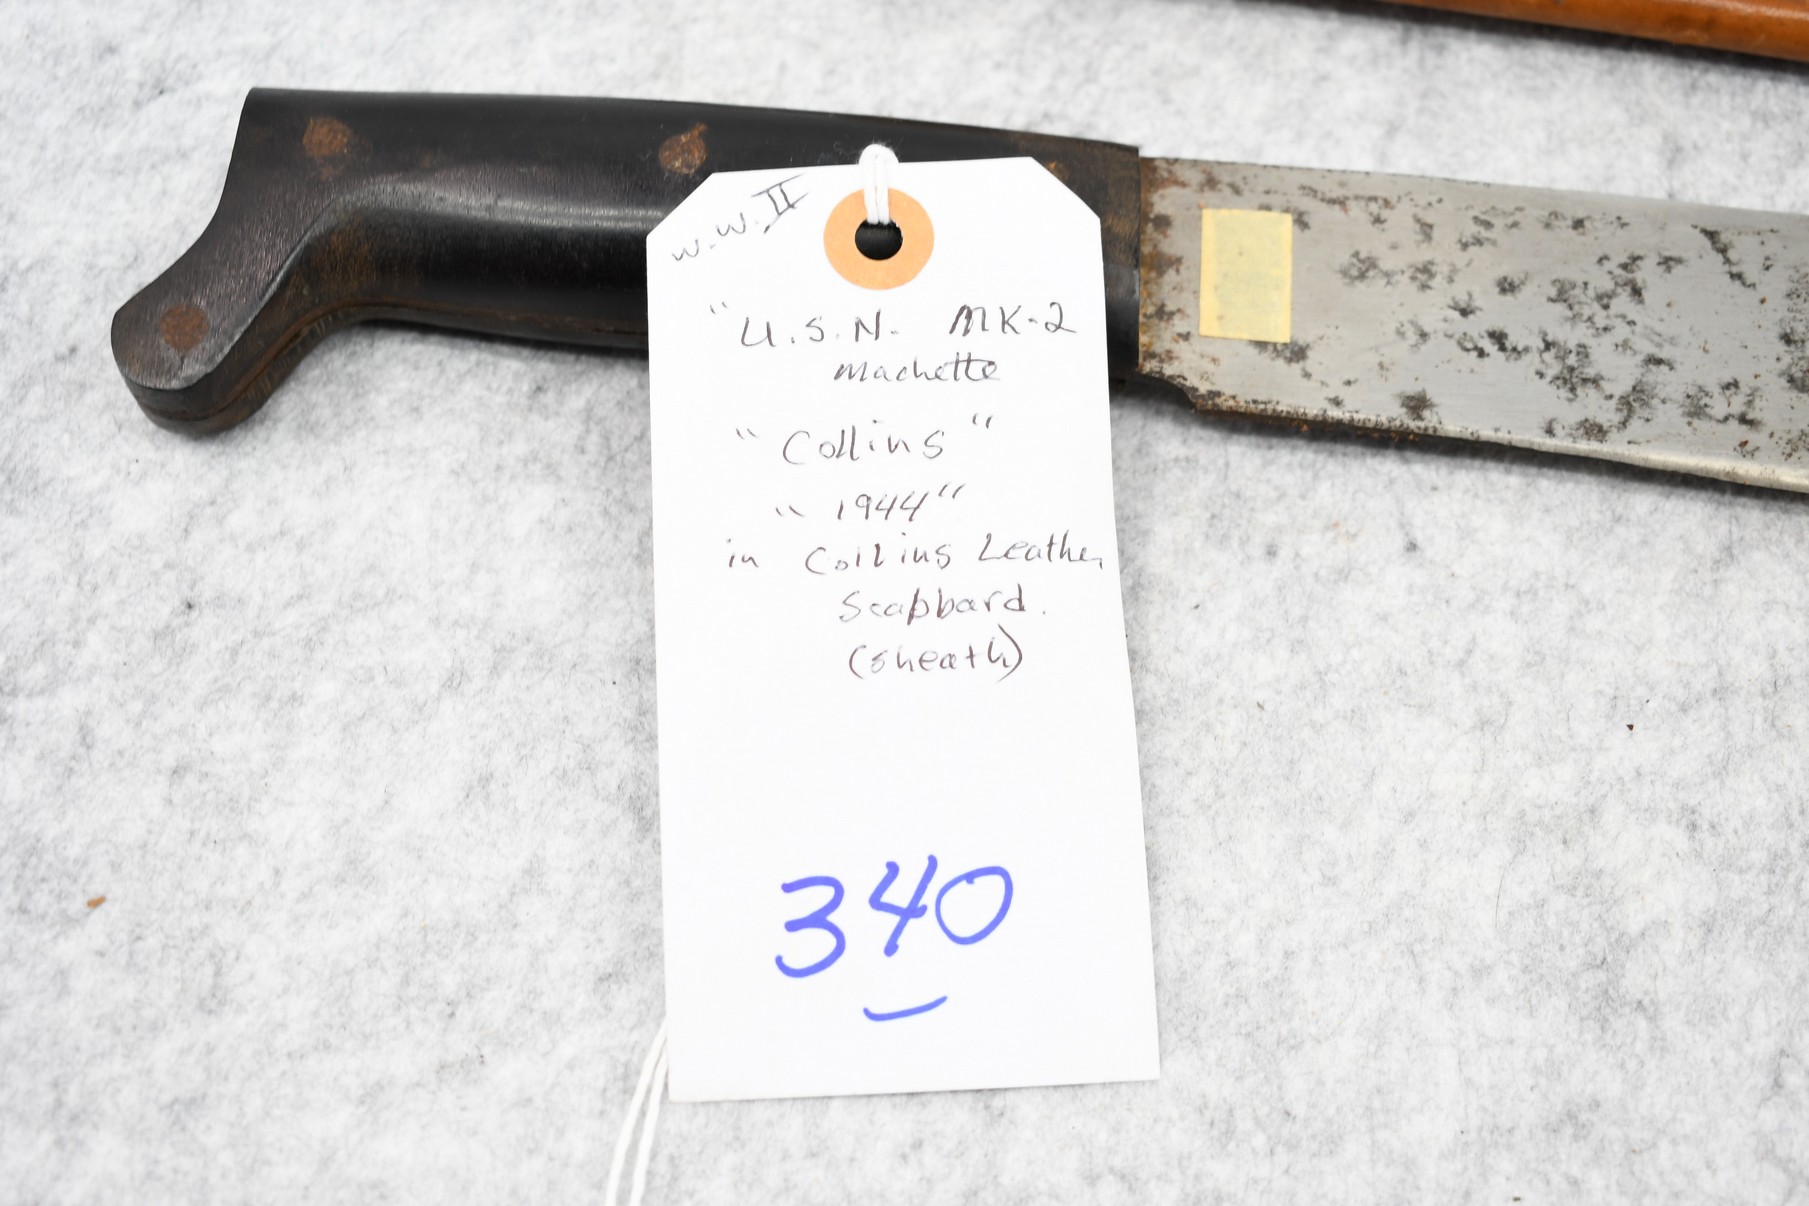 W.W. II
"U.S.N. MK-2
Machette
"Collins"
"1944"
in Collins Leather
Scabbard.
(sheath)
340